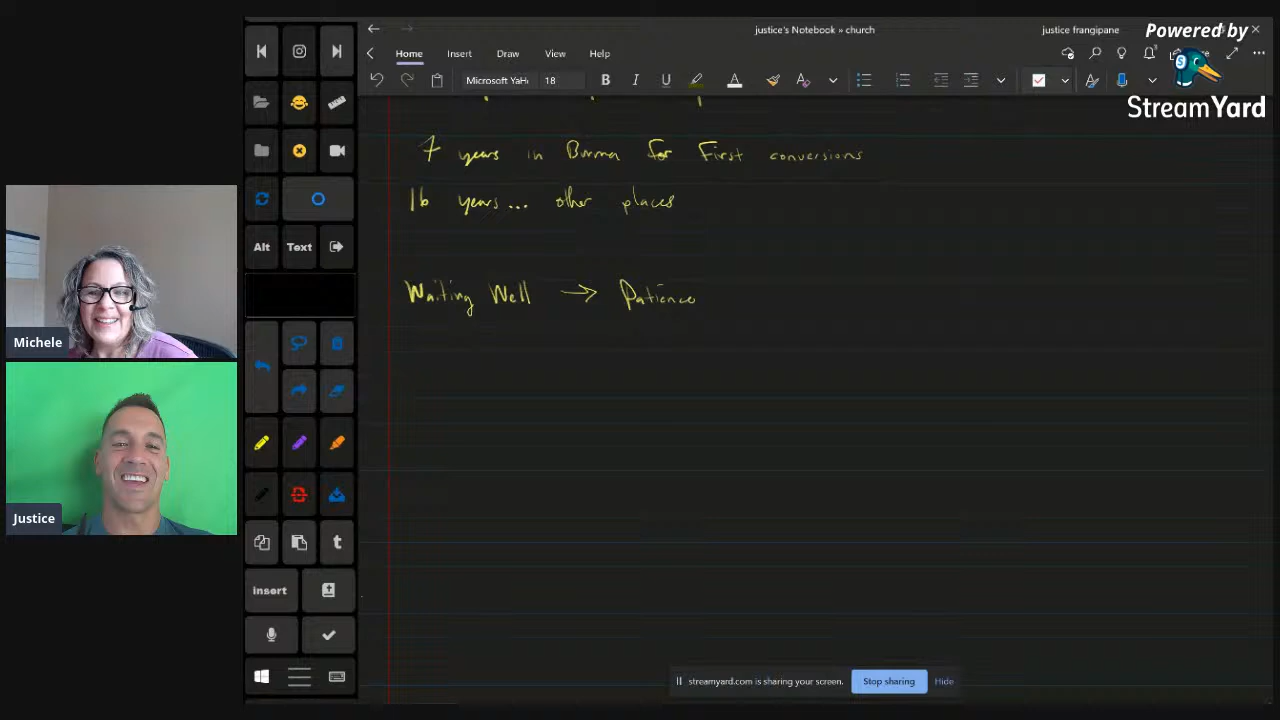 Powered by
StreamYard
justice's Notebook » church
justice frangipane
Home Insert Draw View Help
Microsoft YaHe 18
7 years in Burma for First conversions
16 years... other places
Waiting Well → Patience
Michele
Justice
Alt Text
t
insert
streamyard.com is sharing your screen. Stop sharing Hide